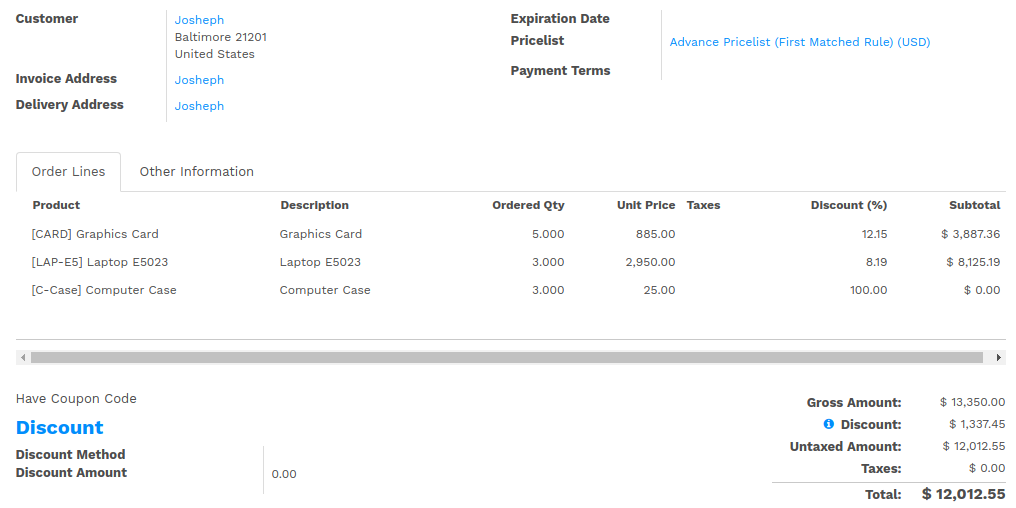 Customer
Josheph
Baltimore 21201
United States
Invoice Address
Josheph
Delivery Address
Josheph
Expiration Date
Pricelist
Advance Pricelist (First Matched Rule) (USD)
Payment Terms
Order Lines Other Information
Product Description Ordered Qty Unit Price Taxes Discount (%) Subtotal
[CARD] Graphics Card Graphics Card 5.000 885.00 12.15 $ 3,887.36
[LAP-E5] Laptop E5023 Laptop E5023 3.000 2,950.00 8.19 $ 8,125.19
[C-Case] Computer Case Computer Case 3.000 25.00 100.00 $ 0.00
Have Coupon Code
Discount
Discount Method
Discount Amount 0.00
Gross Amount: $ 13,350.00
Discount: $ 1,337.45
Untaxed Amount: $ 12,012.55
Taxes: $ 0.00
Total: $ 12,012.55